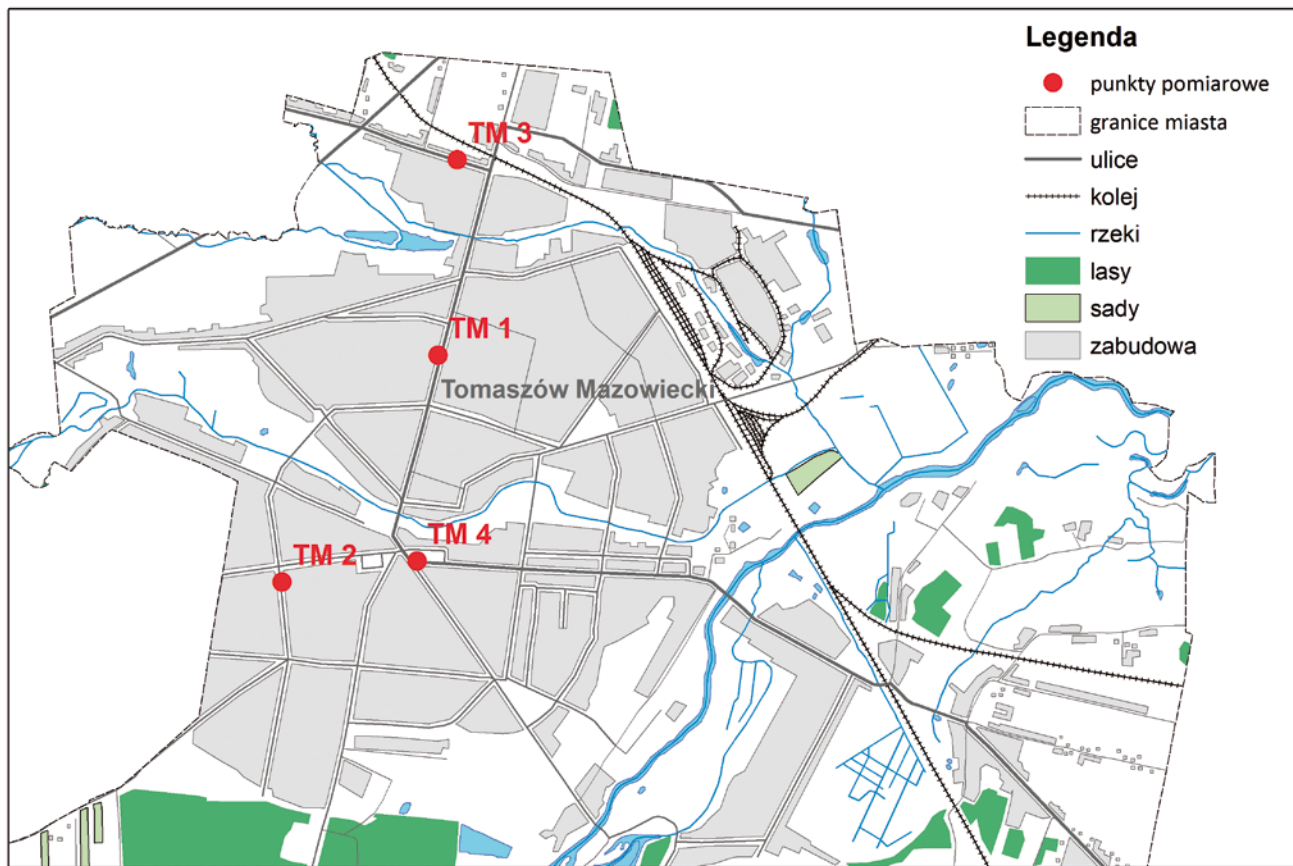 Legenda
punkty pomiarowe
granice miasta
ulice
kolej
rzeki
lasy
sady
zabudowa
TM 3
TM 1
Tomaszów Mazowiecki
TM 4
TM 2